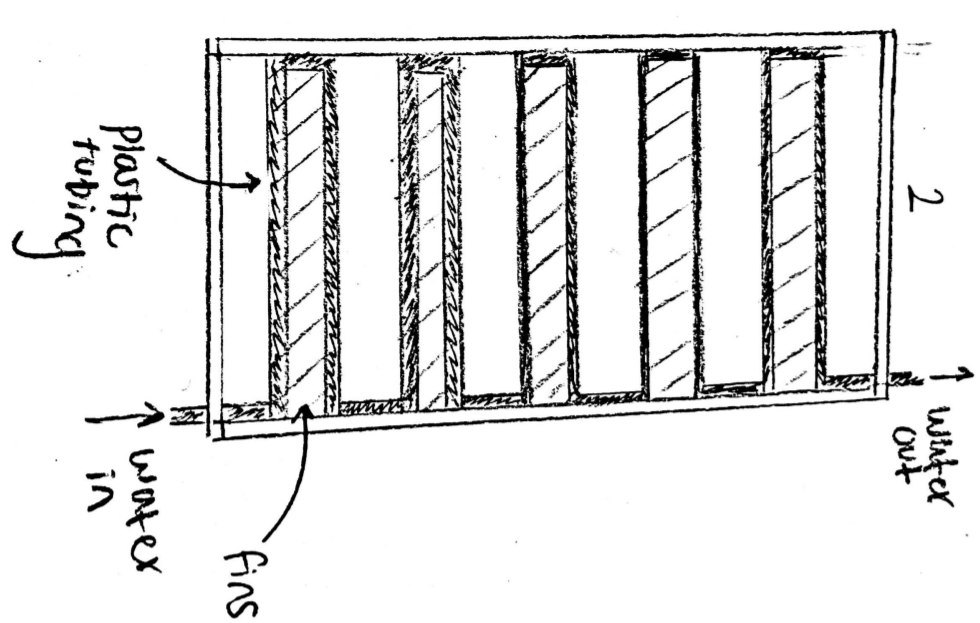 2
plastic
tubing
water
in
fins
water
out